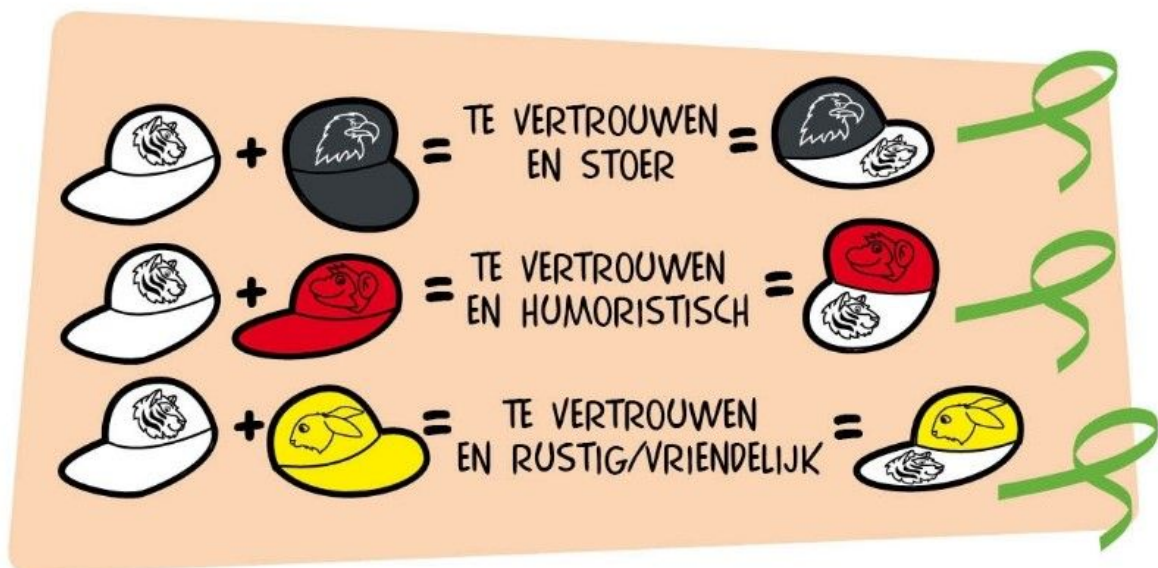 + = TE VERTROUWEN
EN STOER =
+ = TE VERTROUWEN
EN HUMORISTISCH =
+ = TE VERTROUWEN
EN RUSTIG/VRIENDELIJK =